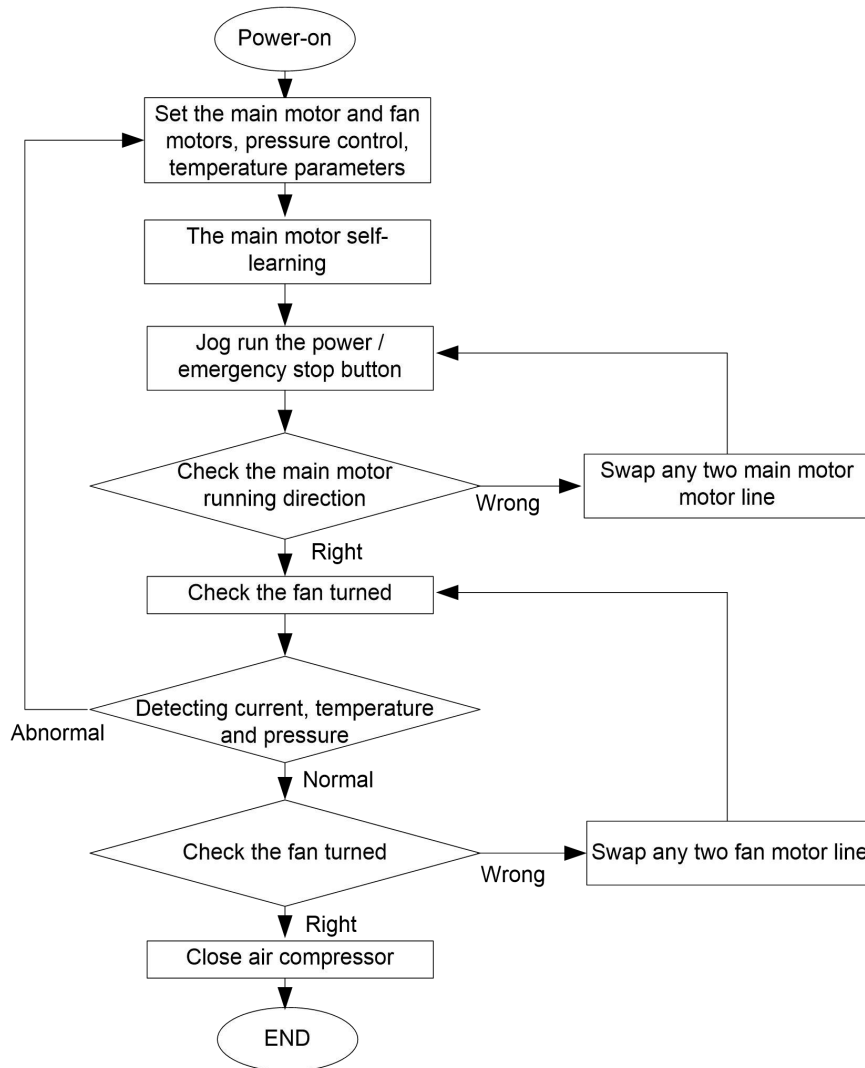 Power-on
Set the main motor and fan
motors, pressure control,
temperature parameters
The main motor self-
learning
Jog run the power /
emergency stop button
Check the main motor
running direction
Wrong
Swap any two main motor
motor line
Right
Check the fan turned
Detecting current, temperature
and pressure
Abnormal
Normal
Check the fan turned
Wrong
Swap any two fan motor line
Right
Close air compressor
END